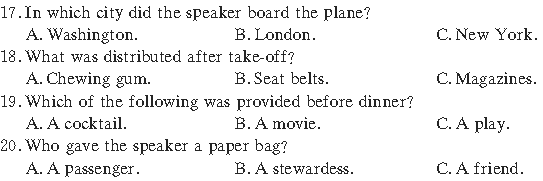 17. In which city did the speaker board the plane?
A. Washington. B. London. C. New York.
18. What was distributed after take-off?
A. Chewing gum. B. Seat belts. C. Magazines.
19. Which of the following was provided before dinner?
A. A cocktail. B. A movie. C. A play.
20. Who gave the speaker a paper bag?
A. A passenger. B. A stewardess. C. A friend.